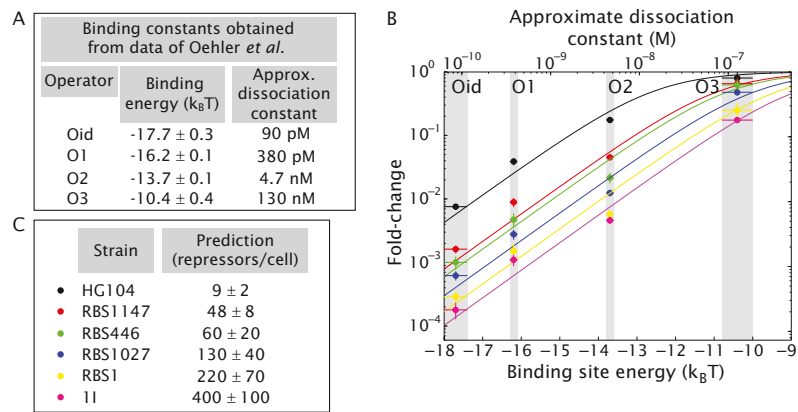 A
Binding constants obtained
from data of Oehler et al.
Operator
Binding
energy (kBT)
Approx.
dissociation
constant
Oid -17.7 ± 0.3 90 pM
O1 -16.2 ± 0.1 380 pM
O2 -13.7 ± 0.1 4.7 nM
O3 -10.4 ± 0.4 130 nM
C
Strain
Prediction
(repressors/cell)
HG104 9 ± 2
RBS1147 48 ± 8
RBS446 60 ± 20
RBS1027 130 ± 40
RBS1 220 ± 70
1I 400 ± 100
B
Approximate dissociation
constant (M)
10⁻¹⁰ 10⁻⁹ 10⁻⁸ 10⁻⁷
Oid O1 O2 O3
Fold-change
10⁰
10⁻¹
10⁻²
10⁻³
10⁻⁴
−18 −17 −16 −15 −14 −13 −12 −11 −10 −9
Binding site energy (kBT)